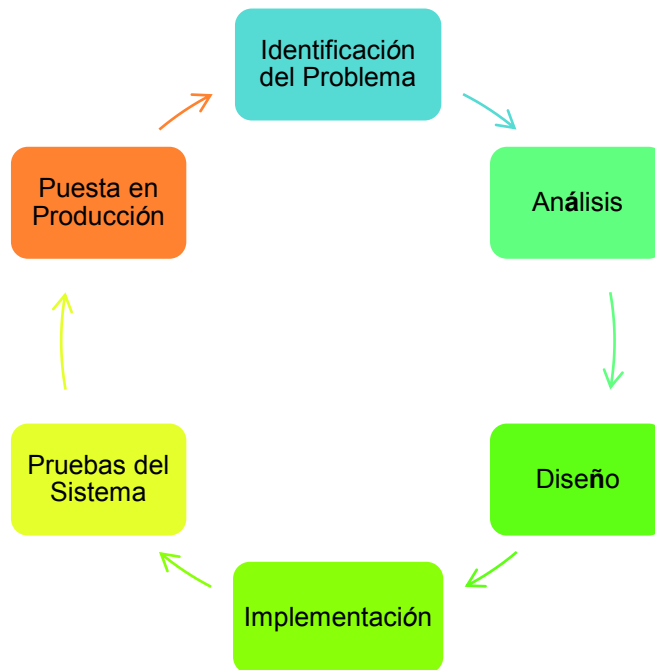 Identificación
del Problema
Análisis
Diseño
Implementación
Pruebas del
Sistema
Puesta en
Producción